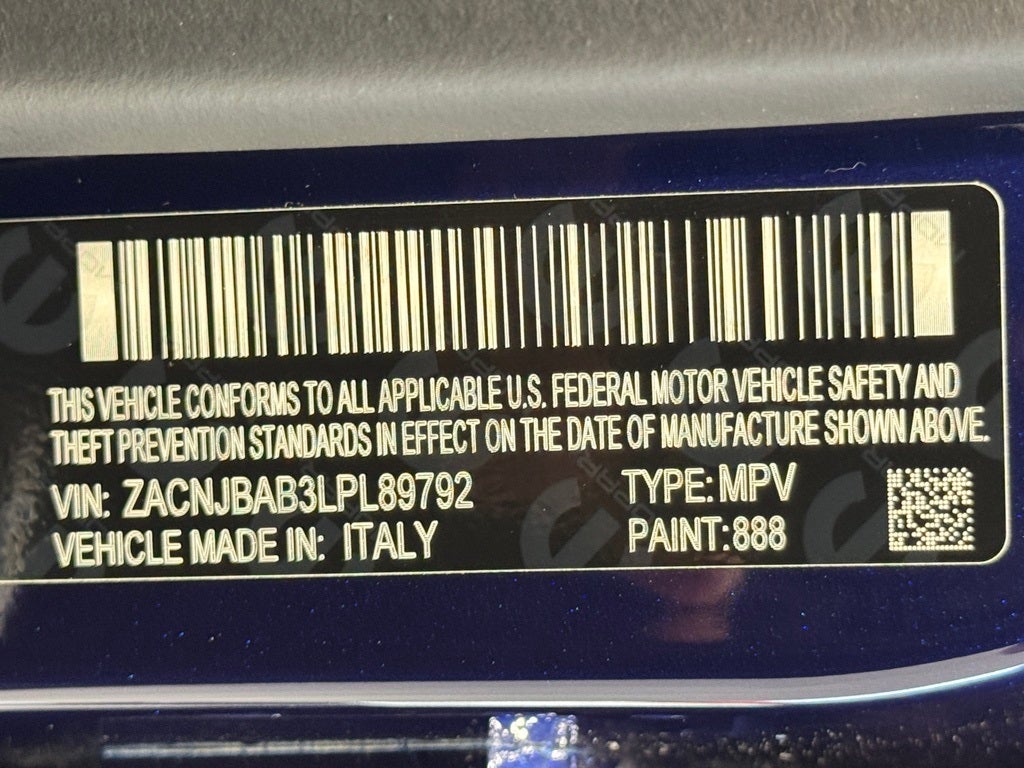 THIS VEHICLE CONFORMS TO ALL APPLICABLE U.S. FEDERAL MOTOR VEHICLE SAFETY AND
THEFT PREVENTION STANDARDS IN EFFECT ON THE DATE OF MANUFACTURE SHOWN ABOVE.
VIN: ZACNJBAB3LPL89792 TYPE: MPV
VEHICLE MADE IN: ITALY PAINT: 888